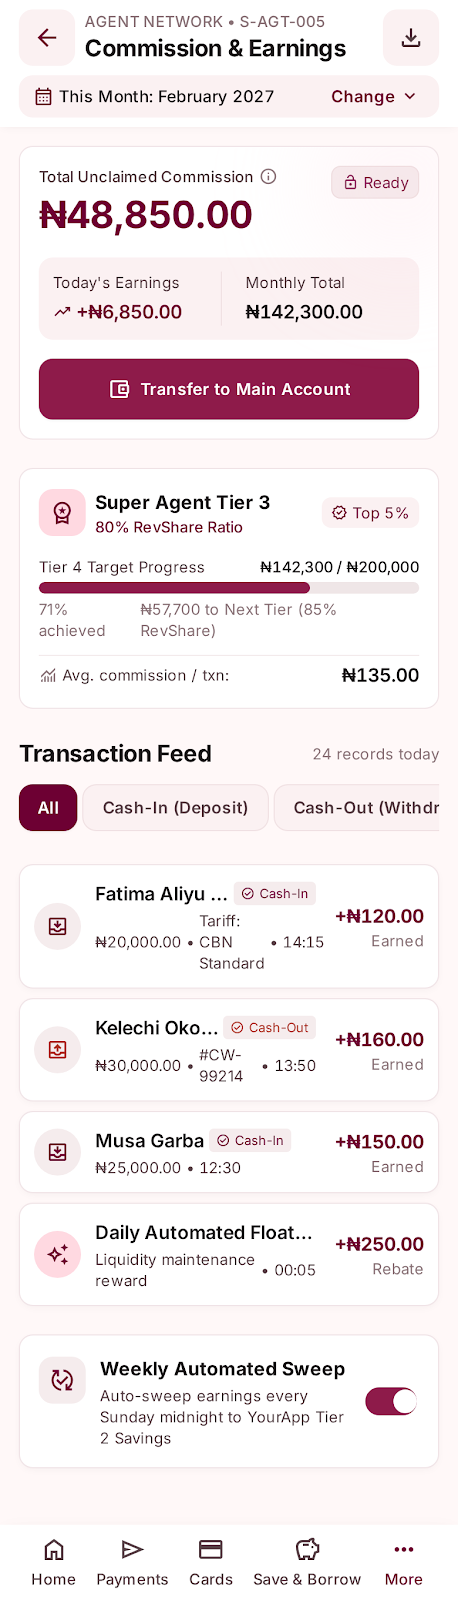 AGENT NETWORK • S-AGT-005
Commission & Earnings
This Month: February 2027
Change
Total Unclaimed Commission
Ready
₦48,850.00
Today's Earnings
Monthly Total
+₦6,850.00
₦142,300.00
Transfer to Main Account
Super Agent Tier 3
80% RevShare Ratio
Top 5%
Tier 4 Target Progress
₦142,300 / ₦200,000
71%
achieved
₦57,700 to Next Tier (85%
RevShare)
Avg. commission / txn:
₦135.00
Transaction Feed
24 records today
All
Cash-In (Deposit)
Cash-Out (Withdr
Fatima Aliyu ...
Cash-In
₦20,000.00 •
Tariff:
CBN
Standard
• 14:15
+₦120.00
Earned
Kelechi Oko...
Cash-Out
₦30,000.00 •
#CW-
99214
• 13:50
+₦160.00
Earned
Musa Garba
Cash-In
₦25,000.00 • 12:30
+₦150.00
Earned
Daily Automated Float...
Liquidity maintenance
reward
• 00:05
+₦250.00
Rebate
Weekly Automated Sweep
Auto-sweep earnings every
Sunday midnight to YourApp Tier
2 Savings
Home
Payments
Cards
Save & Borrow
More